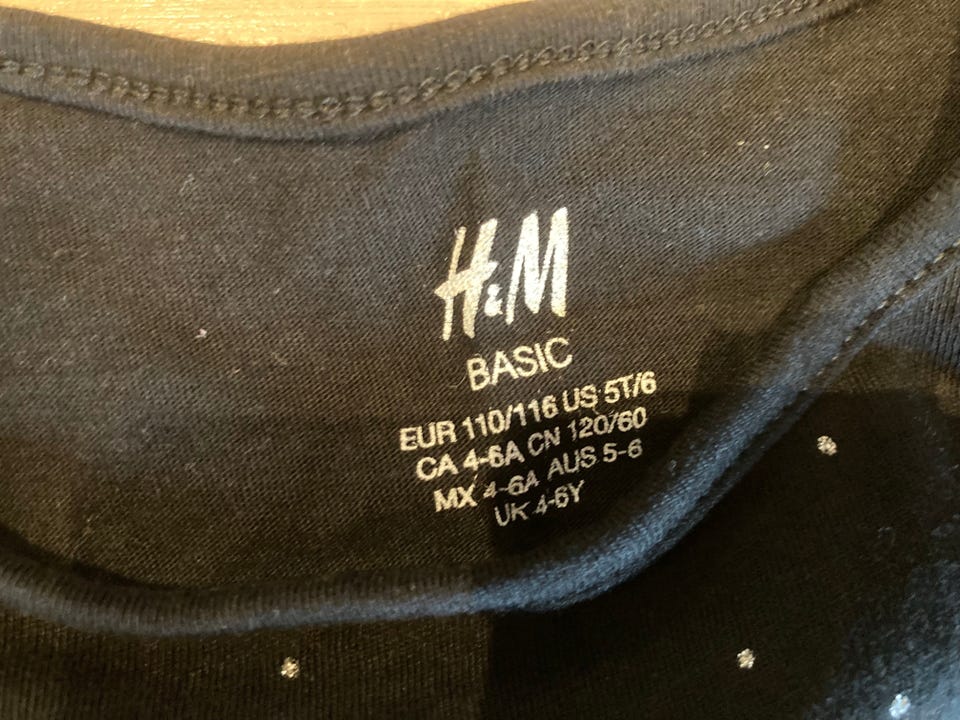 H&M
BASIC
EUR 110/116 US 5T/6
CA 4-6A CN 120/60
MX 4-6A AUS 5-6
UK 4-6Y